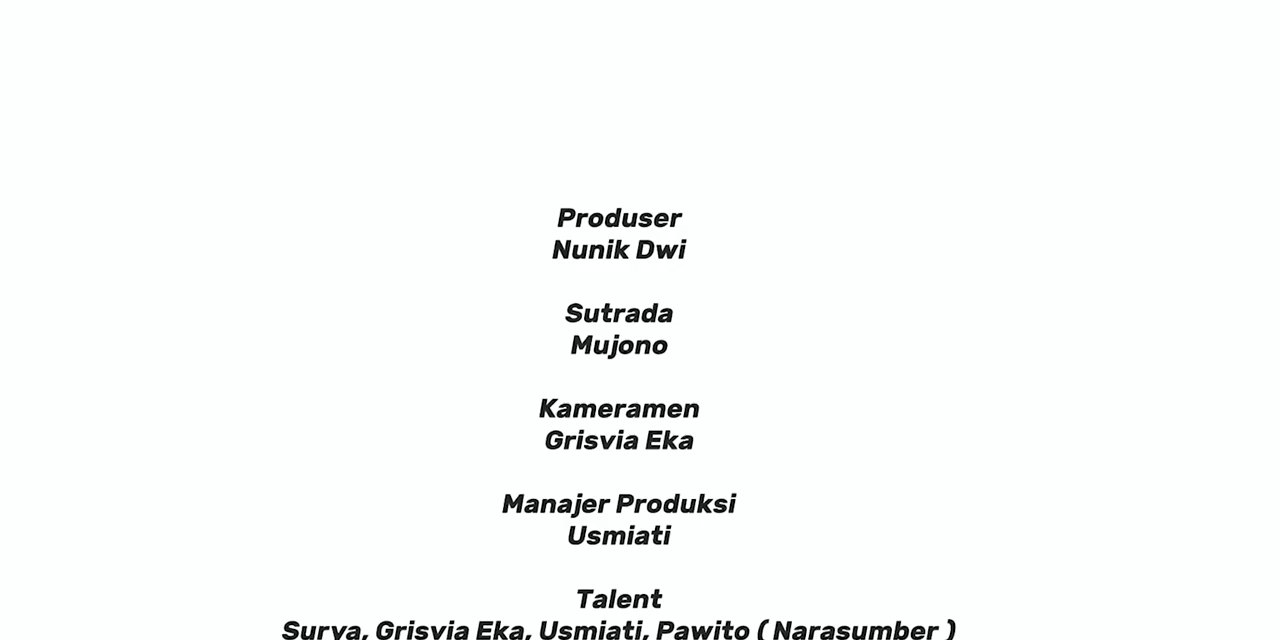 Produser
Nunik Dwi
Sutrada
Mujono
Kameramen
Grisvia Eka
Manajer Produksi
Usmiati
Talent
Surya, Grisvia Eka, Usmiati, Pawito ( Narasumber )